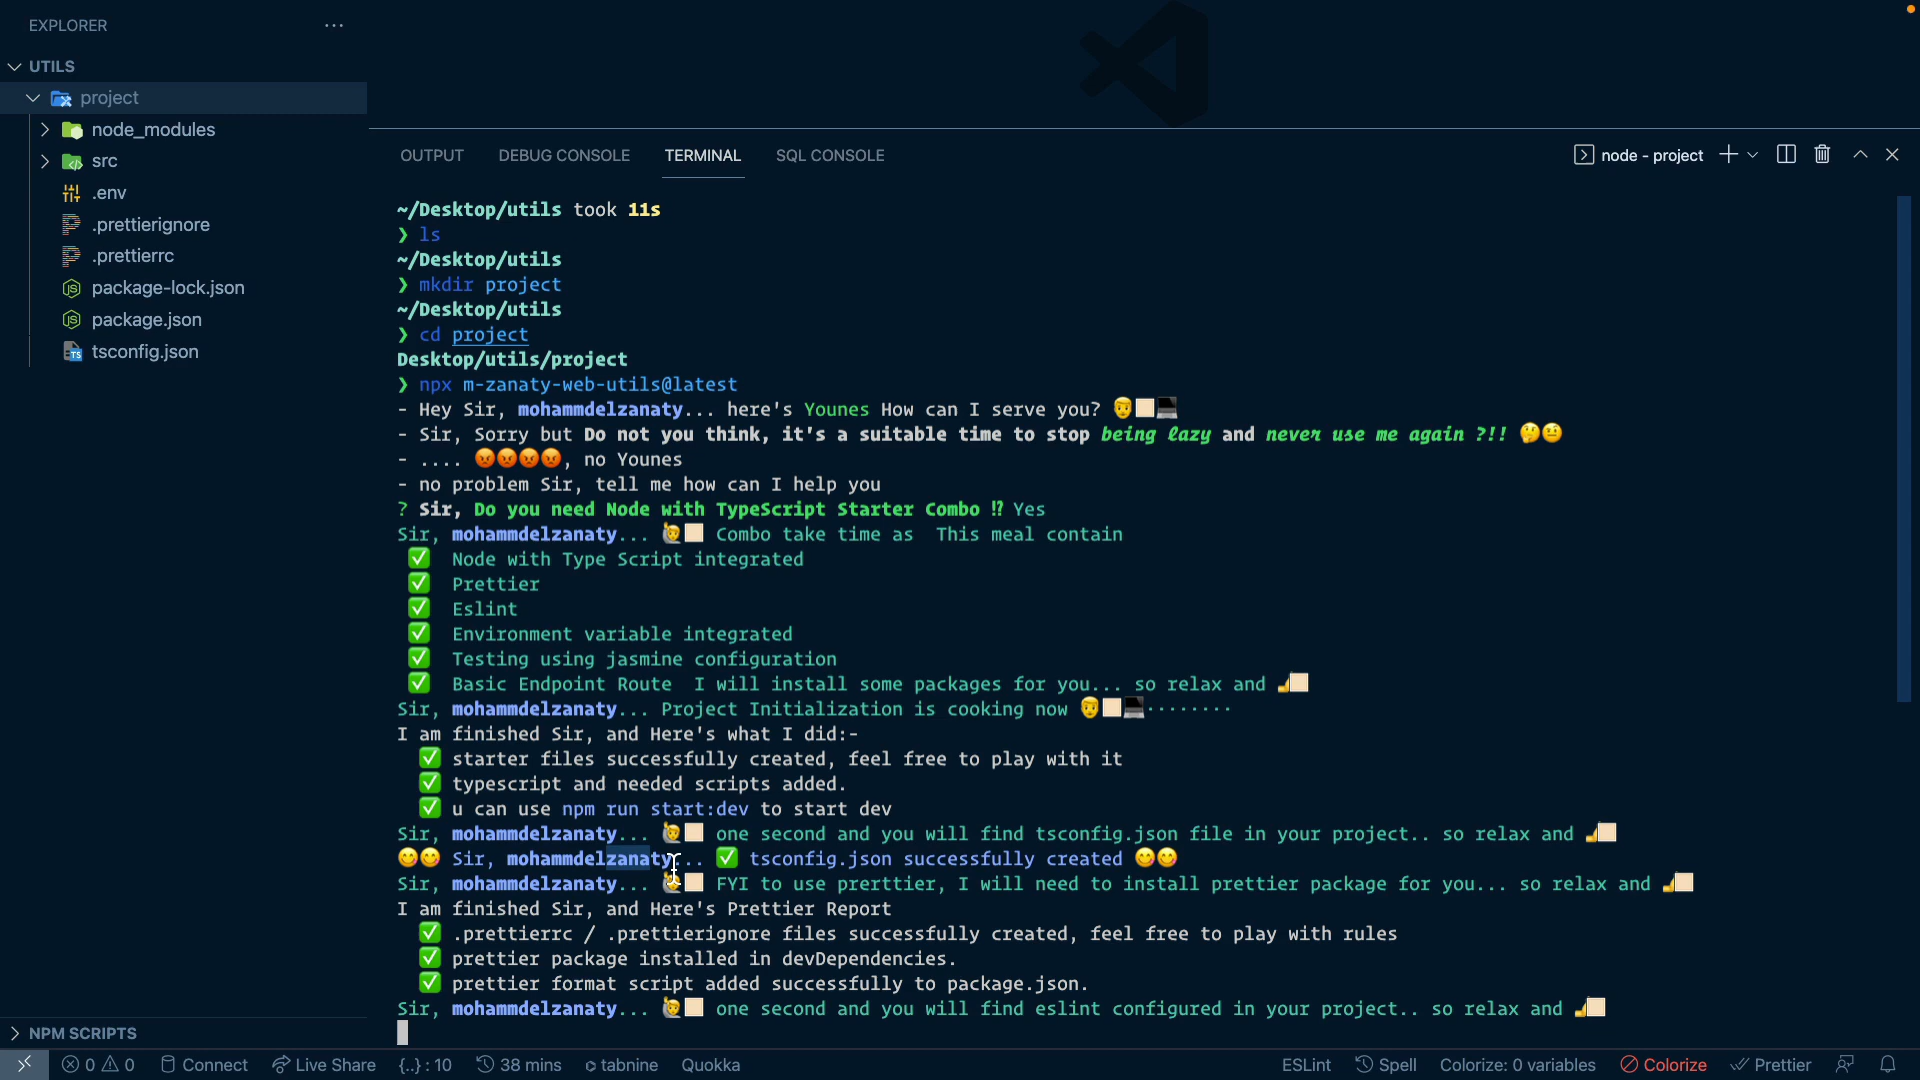 EXPLORER
UTILS
project
node_modules
src
.env
.prettierignore
.prettierrc
package-lock.json
package.json
tsconfig.json
NPM SCRIPTS
OUTPUT DEBUG CONSOLE TERMINAL SQL CONSOLE
node - project
~/Desktop/utils took 11s
❯ ls
~/Desktop/utils
❯ mkdir project
~/Desktop/utils
❯ cd project
Desktop/utils/project
❯ npx m-zanaty-web-utils@latest
- Hey Sir, mohammdelzanaty... here's Younes How can I serve you? 👨🏻💻
- Sir, Sorry but Do not you think, it's a suitable time to stop being lazy and never use me again ?!! 🤔😐
- .... 😡😡😡😡, no Younes
- no problem Sir, tell me how can I help you
? Sir, Do you need Node with TypeScript Starter Combo ⁉ Yes
Sir, mohammdelzanaty... 🙋🏻 Combo take time as This meal contain
✅ Node with Type Script integrated
✅ Prettier
✅ Eslint
✅ Environment variable integrated
✅ Testing using jasmine configuration
✅ Basic Endpoint Route I will install some packages for you... so relax and 🤙🏻
Sir, mohammdelzanaty... Project Initialization is cooking now 👨🏻💻········
I am finished Sir, and Here's what I did:-
✅ starter files successfully created, feel free to play with it
✅ typescript and needed scripts added.
✅ u can use npm run start:dev to start dev
Sir, mohammdelzanaty... 🙋🏻 one second and you will find tsconfig.json file in your project.. so relax and 🤙🏻
😋😋 Sir, mohammdelzanaty... ✅ tsconfig.json successfully created 😋😋
Sir, mohammdelzanaty... 🙋🏻 FYI to use prerttier, I will need to install prettier package for you... so relax and 🤙🏻
I am finished Sir, and Here's Prettier Report
✅ .prettierrc / .prettierignore files successfully created, feel free to play with rules
✅ prettier package installed in devDependencies.
✅ prettier format script added successfully to package.json.
Sir, mohammdelzanaty... 🙋🏻 one second and you will find eslint configured in your project.. so relax and 🤙🏻
0 0 Connect Live Share {..} : 10 38 mins tabnine Quokka ESLint Spell Colorize: 0 variables Colorize Prettier